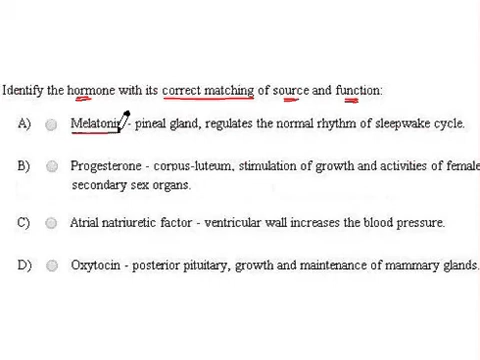 Identify the hormone with its correct matching of source and function:
A) Melatonin - pineal gland, regulates the normal rhythm of sleepwake cycle.
B) Progesterone - corpus-luteum, stimulation of growth and activities of female
secondary sex organs.
C) Atrial natriuretic factor - ventricular wall increases the blood pressure.
D) Oxytocin - posterior pituitary, growth and maintenance of mammary glands.